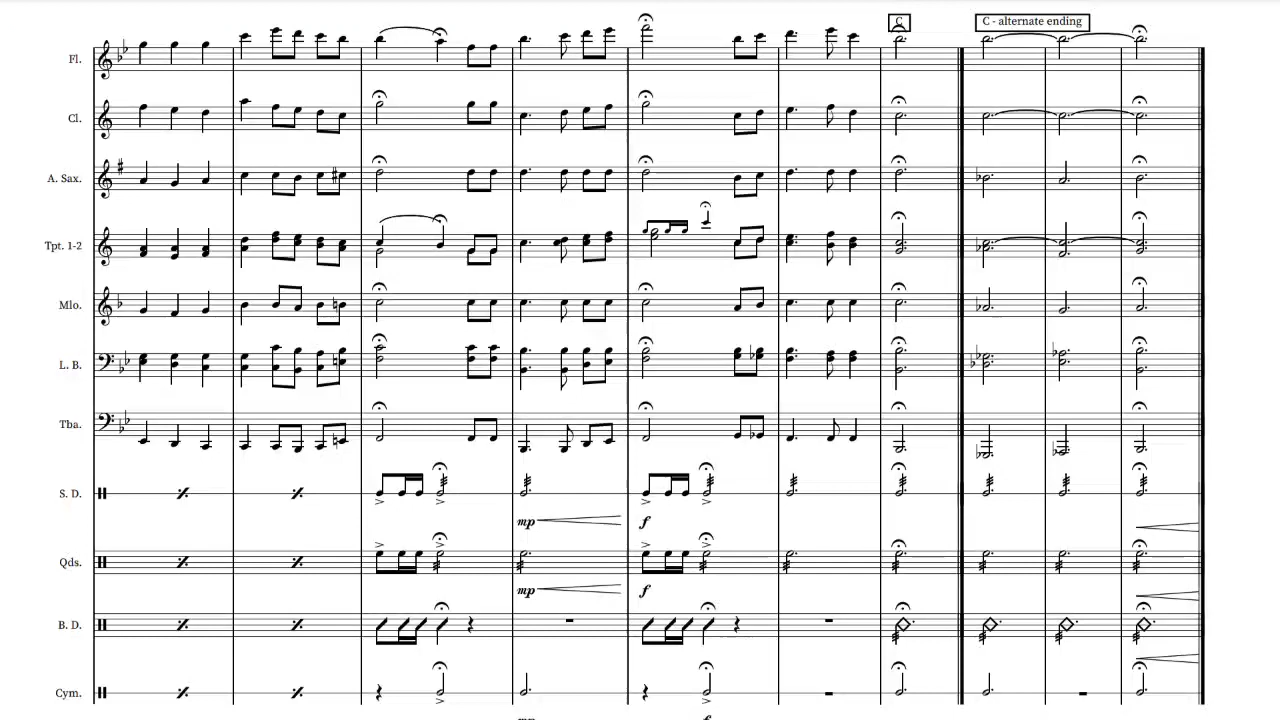 C
C - alternate ending
Fl.
Cl.
A. Sax.
Tpt. 1-2
Mlo.
L. B.
Tba.
S. D.
mp f
Qds.
mp f
B. D.
Cym.